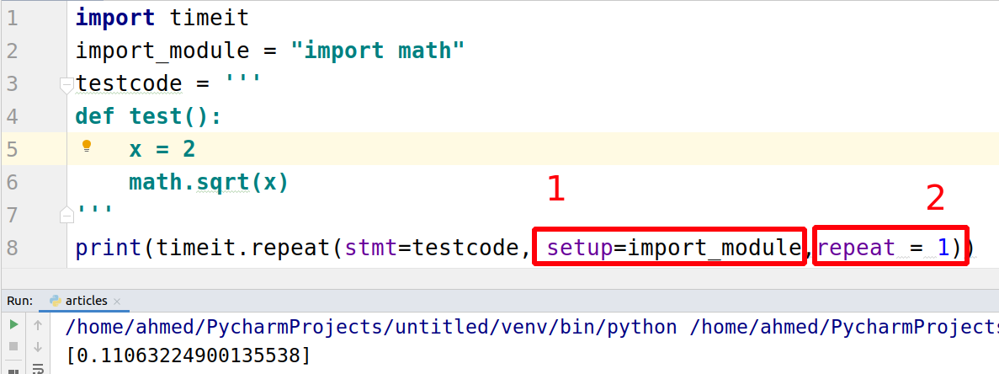 1 import timeit
2 import_module = "import math"
3 testcode = '''
4 def test():
5     x = 2
6     math.sqrt(x)
7 '''
8 print(timeit.repeat(stmt=testcode, setup=import_module,repeat = 1))
1
2
Run: articles ×
/home/ahmed/PycharmProjects/untitled/venv/bin/python /home/ahmed/PycharmProjects
[0.11063224900135538]